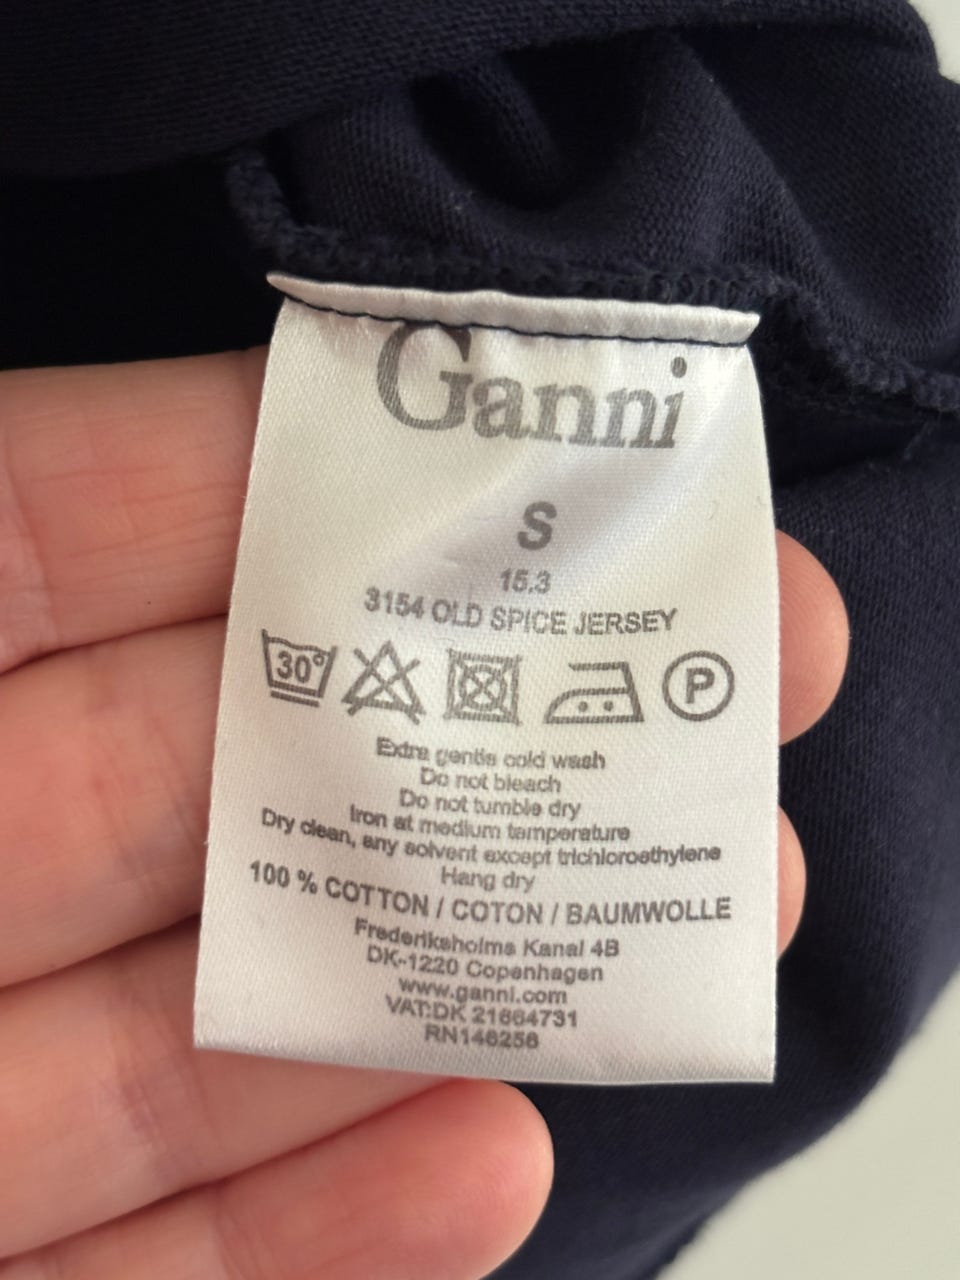 Ganni
S
15.3
3154 OLD SPICE JERSEY
30° P
Extra gentle cold wash
Do not bleach
Do not tumble dry
Iron at medium temperature
Dry clean, any solvent except trichloroethylene
Hang dry
100 % COTTON / COTON / BAUMWOLLE
Frederiksholms Kanal 4B
DK-1220 Copenhagen
www.ganni.com
VAT:DK 21664731
RN146256